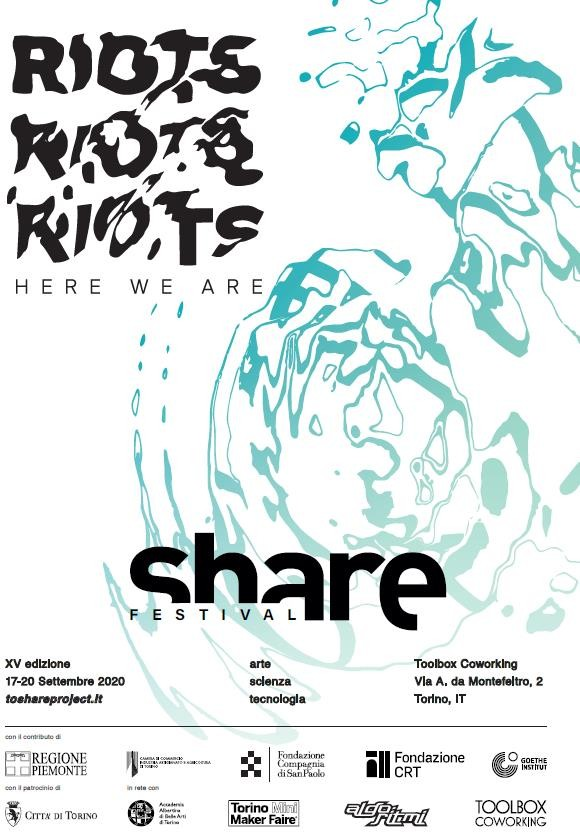 RIOTS
RIOTS
RIOTS
HERE WE ARE
share
FESTIVAL
XV edizione
17-20 Settembre 2020
toshareproject.it
arte
scienza
tecnologia
Toolbox Coworking
Via A. da Montefeltro, 2
Torino, IT
con il contributo di
REGIONE
PIEMONTE
CAMERA DI COMMERCIO
INDUSTRIA ARTIGIANATO E AGRICOLTURA
DI TORINO
Fondazione
Compagnia
di San Paolo
Fondazione
CRT
GOETHE
INSTITUT
con il patrocinio di
in rete con
CITTA' DI TORINO
Accademia
Albertina
di Belle Arti
di Torino
Torino Mini
Maker Faire
TOOLBOX
COWORKING